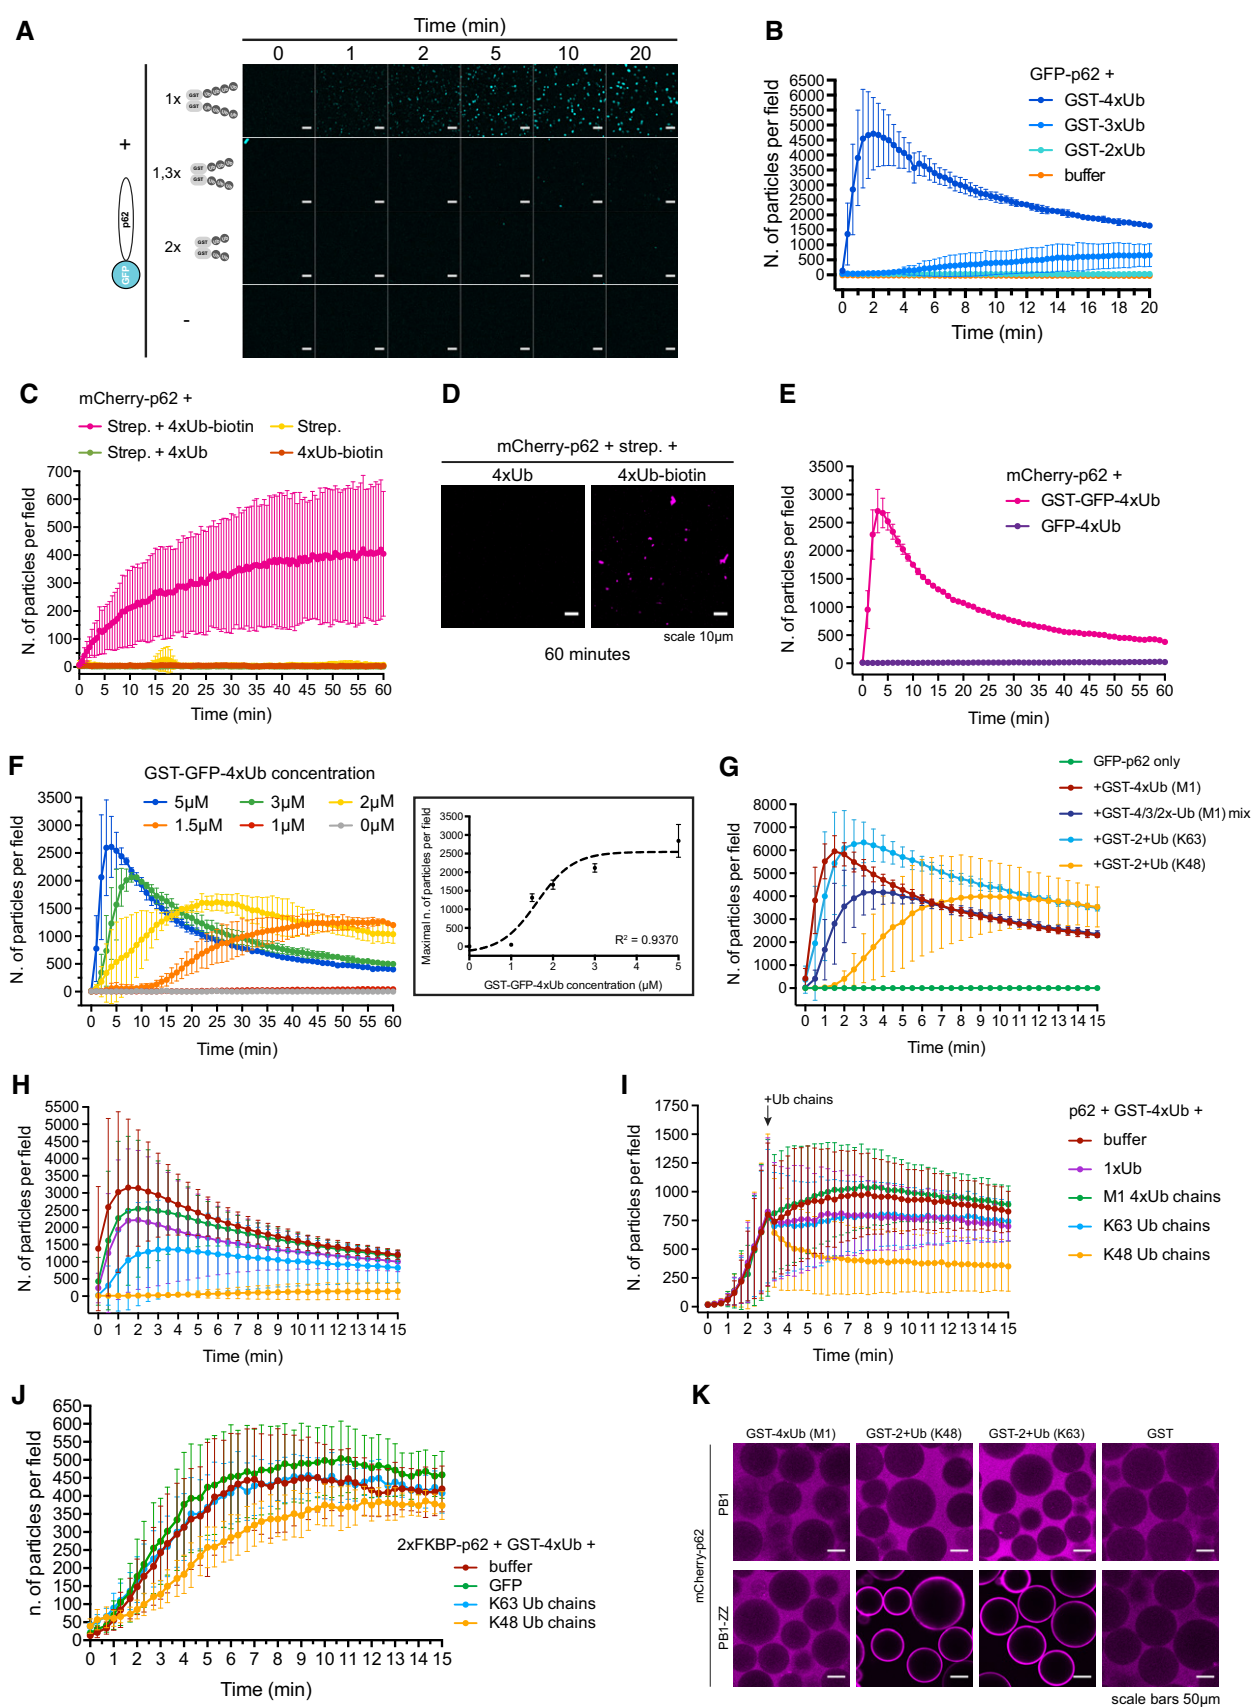 A
Time (min)
0 1 2 5 10 20
+
1x
GST
GST
1,3x
GST
GST
2x
GST
GST
-
p62
GFP
B
GFP-p62 +
GST-4xUb
GST-3xUb
GST-2xUb
buffer
N. of particles per field
6500
6000
5500
5000
4500
4000
3500
3000
2500
2000
1500
1000
500
0
0 2 4 6 8 10 12 14 16 18 20
Time (min)
C
mCherry-p62 +
Strep. + 4xUb-biotin
Strep.
Strep. + 4xUb
4xUb-biotin
N. of particles per field
700
600
500
400
300
200
100
0
0 5 10 15 20 25 30 35 40 45 50 55 60
Time (min)
D
mCherry-p62 + strep. +
4xUb 4xUb-biotin
scale 10µm
60 minutes
E
mCherry-p62 +
GST-GFP-4xUb
GFP-4xUb
N. of particles per field
3500
3000
2500
2000
1500
1000
500
0
0 5 10 15 20 25 30 35 40 45 50 55 60
Time (min)
F
GST-GFP-4xUb concentration
5µM 3µM 2µM
1.5µM 1µM 0µM
N. of particles per field
3500
3000
2500
2000
1500
1000
500
0
0 5 10 15 20 25 30 35 40 45 50 55 60
Time (min)
Maximal n. of particles per field
3500
3000
2500
2000
1500
1000
500
0
R² = 0.9370
0 1 2 3 5
GST-GFP-4xUb concentration (µM)
G
GFP-p62 only
+GST-4xUb (M1)
+GST-4/3/2x-Ub (M1) mix
+GST-2+Ub (K63)
+GST-2+Ub (K48)
N. of particles per field
8000
7000
6000
5000
4000
3000
2000
1000
0
0 1 2 3 4 5 6 7 8 9 10 11 12 13 14 15
Time (min)
H
N. of particles per field
5500
5000
4500
4000
3500
3000
2500
2000
1500
1000
500
0
0 1 2 3 4 5 6 7 8 9 10 11 12 13 14 15
Time (min)
I
+Ub chains
p62 + GST-4xUb +
buffer
1xUb
M1 4xUb chains
K63 Ub chains
K48 Ub chains
N. of particles per field
1750
1500
1250
1000
750
500
250
0
0 1 2 3 4 5 6 7 8 9 10 11 12 13 14 15
Time (min)
J
2xFKBP-p62 + GST-4xUb +
buffer
GFP
K63 Ub chains
K48 Ub chains
n. of particles per field
650
600
550
500
450
400
350
300
250
200
150
100
50
0
0 1 2 3 4 5 6 7 8 9 10 11 12 13 14 15
Time (min)
K
GST-4xUb (M1) GST-2+Ub (K48) GST-2+Ub (K63) GST
mCherry-p62
PB1
PB1-ZZ
scale bars 50µm